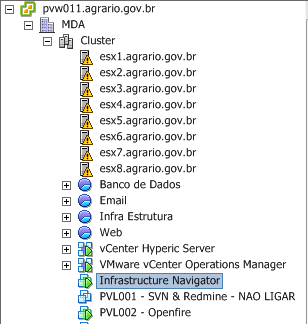 pvw011.agrario.gov.br
MDA
Cluster
esx1.agrario.gov.br
esx2.agrario.gov.br
esx3.agrario.gov.br
esx4.agrario.gov.br
esx5.agrario.gov.br
esx6.agrario.gov.br
esx7.agrario.gov.br
esx8.agrario.gov.br
Banco de Dados
Email
Infra Estrutura
Web
vCenter Hyperic Server
VMware vCenter Operations Manager
Infrastructure Navigator
PVL001 - SVN & Redmine - NAO LIGAR
PVL002 - Openfire